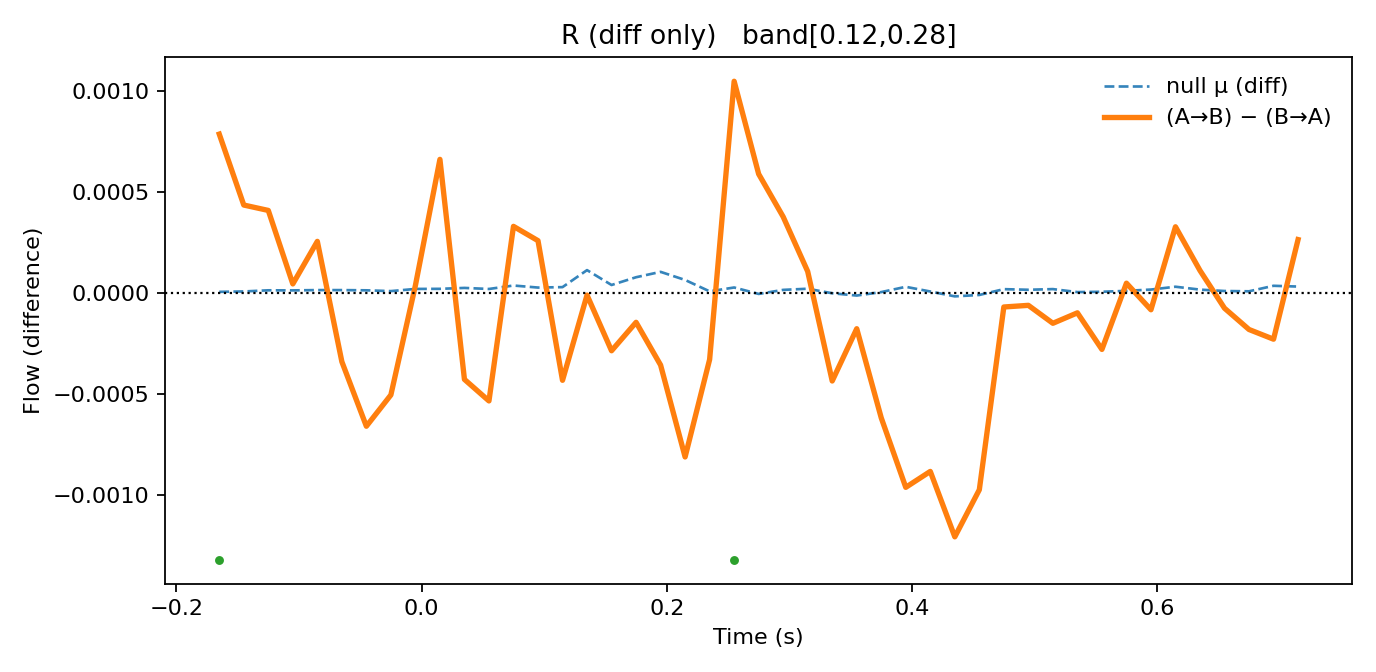 R (diff only)   band[0.12,0.28]
null µ (diff)
(A→B) − (B→A)
0.0010
0.0005
0.0000
−0.0005
−0.0010
Flow (difference)
−0.2
0.0
0.2
0.4
0.6
Time (s)